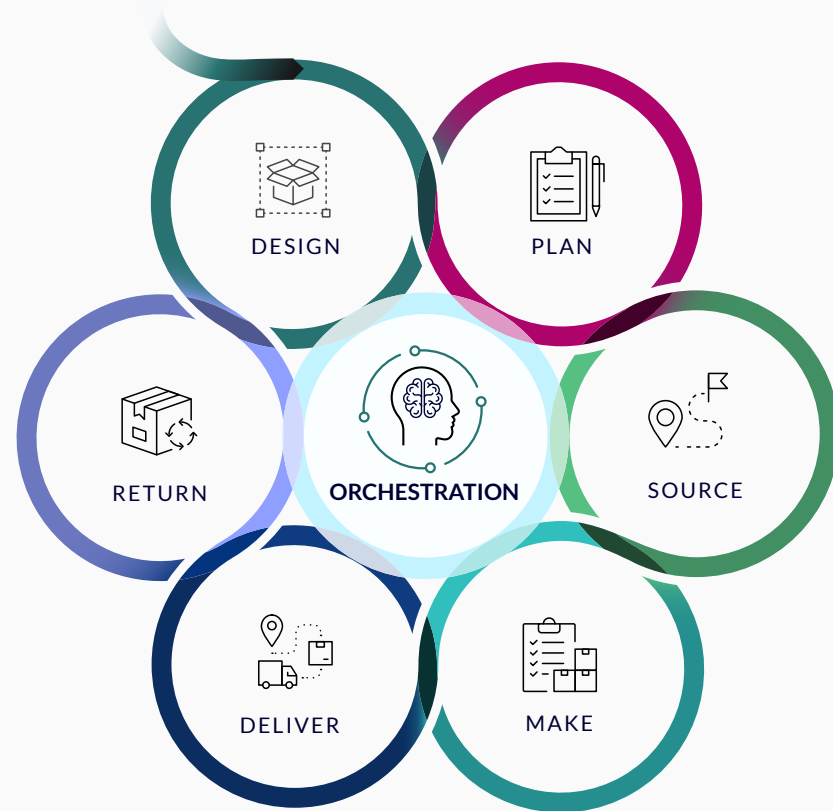 DESIGN
PLAN
RETURN
ORCHESTRATION
SOURCE
DELIVER
MAKE